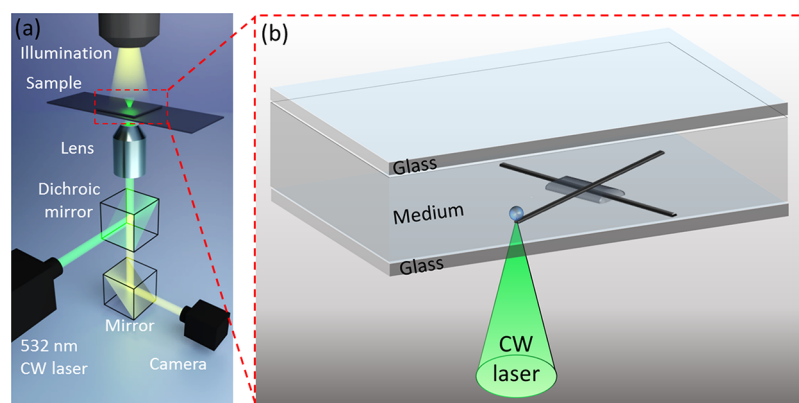 (a)
Illumination
Sample
Lens
Dichroic
mirror
Mirror
532 nm
CW laser
Camera
(b)
Glass
Medium
Glass
CW
laser